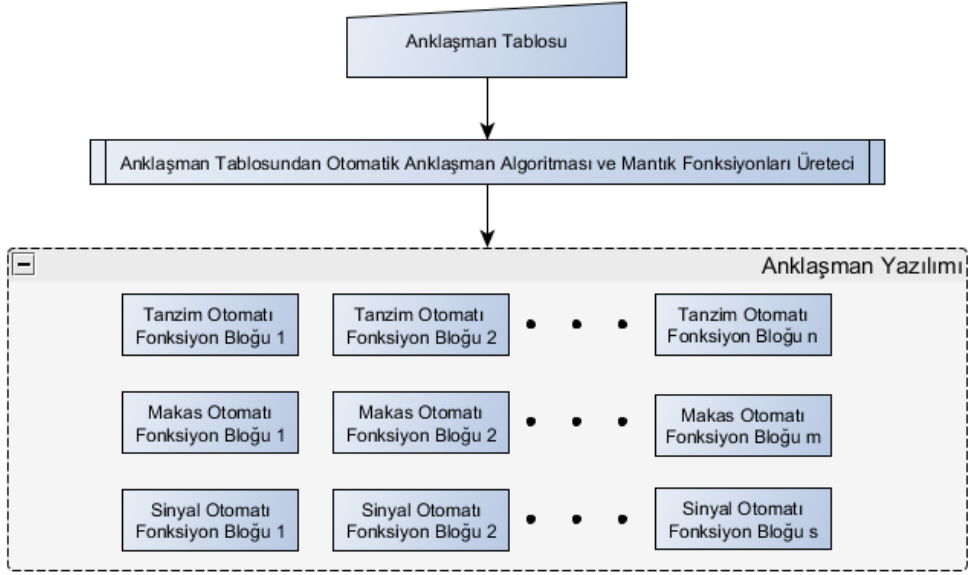 Anklaşman Tablosu
Anklaşman Tablosundan Otomatik Anklaşman Algoritması ve Mantık Fonksiyonları Üreteci
Anklaşman Yazılımı
Tanzim Otomatı
Fonksiyon Bloğu 1
Tanzim Otomatı
Fonksiyon Bloğu 2
Tanzim Otomatı
Fonksiyon Bloğu n
Makas Otomatı
Fonksiyon Bloğu 1
Makas Otomatı
Fonksiyon Bloğu 2
Makas Otomatı
Fonksiyon Bloğu m
Sinyal Otomatı
Fonksiyon Bloğu 1
Sinyal Otomatı
Fonksiyon Bloğu 2
Sinyal Otomatı
Fonksiyon Bloğu s